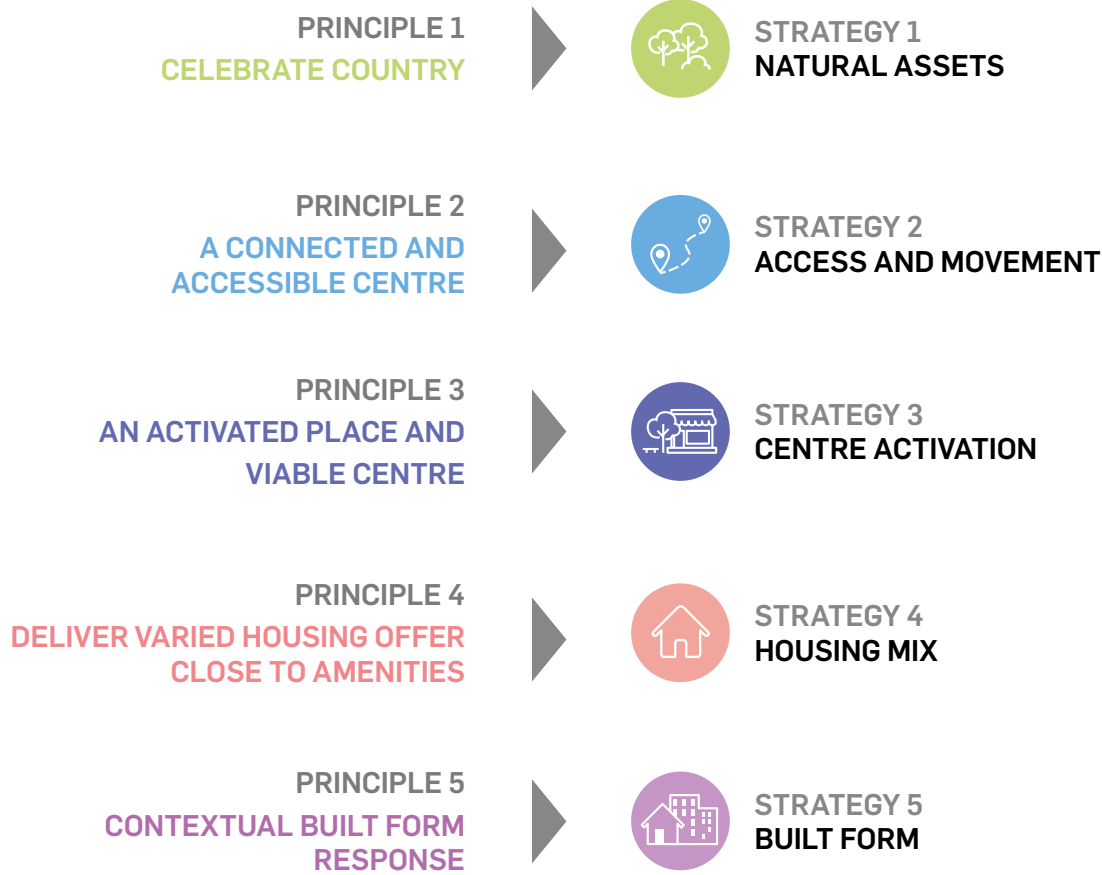 PRINCIPLE 1
CELEBRATE COUNTRY
STRATEGY 1
NATURAL ASSETS
PRINCIPLE 2
A CONNECTED AND
ACCESSIBLE CENTRE
STRATEGY 2
ACCESS AND MOVEMENT
PRINCIPLE 3
AN ACTIVATED PLACE AND
VIABLE CENTRE
STRATEGY 3
CENTRE ACTIVATION
PRINCIPLE 4
DELIVER VARIED HOUSING OFFER
CLOSE TO AMENITIES
STRATEGY 4
HOUSING MIX
PRINCIPLE 5
CONTEXTUAL BUILT FORM
RESPONSE
STRATEGY 5
BUILT FORM